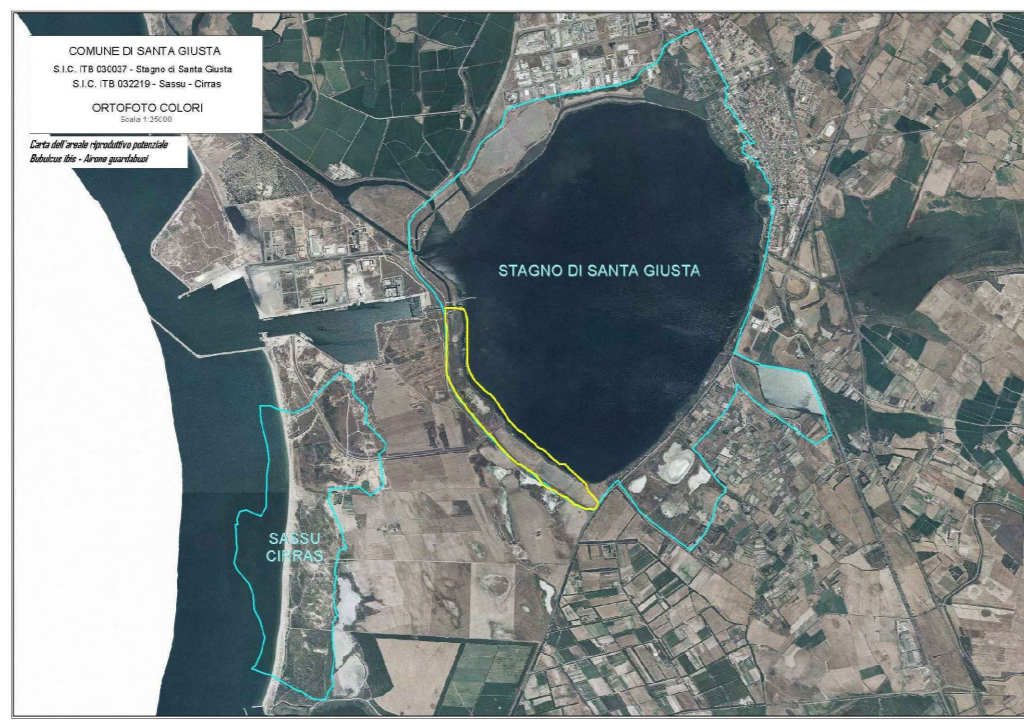 COMUNE DI SANTA GIUSTA
S.I.C. ITB 030037 - Stagno di Santa Giusta
S.I.C. ITB 032219 - Sassu - Cirras
ORTOFOTO COLORI
Scala 1:25000
Carta dell'areale riproduttivo potenziale
Bubulcus ibis - Airone guardabuoi
STAGNO DI SANTA GIUSTA
SASSU
CIRRAS